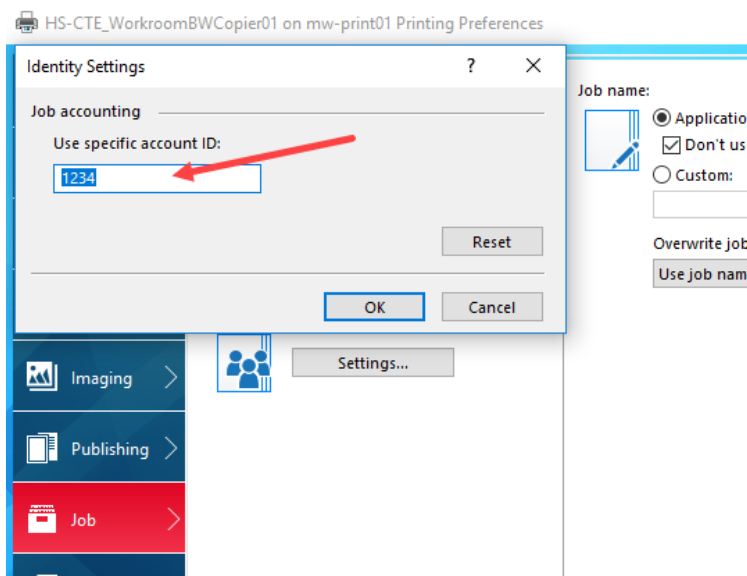 HS-CTE_WorkroomBWCopier01 on mw-print01 Printing Preferences
Identity Settings
?
Job accounting
Use specific account ID:
1234
Reset
OK
Cancel
Settings...
Imaging
Publishing
Job
Job name:
Applicatio
Don't us
Custom:
Overwrite job
Use job nam